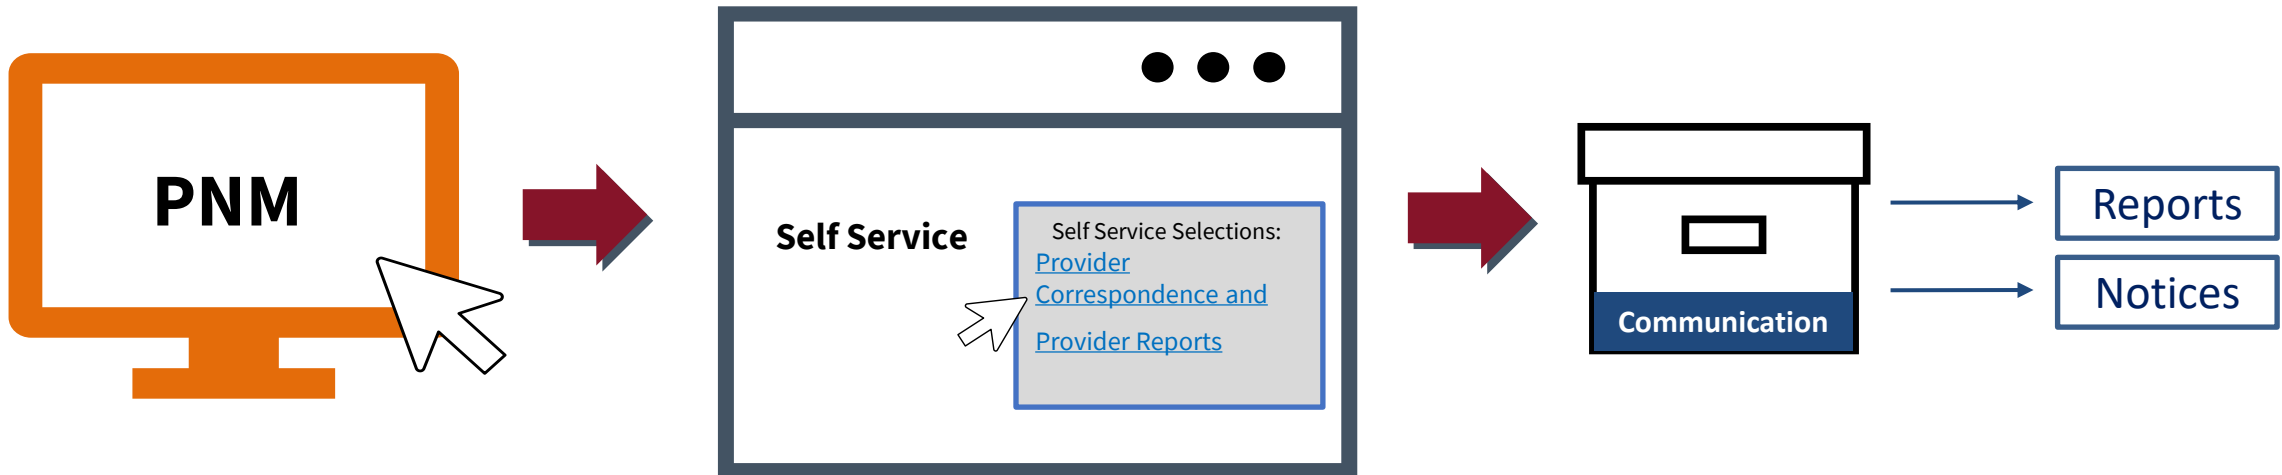 PNM
Self Service
Self Service Selections:
Provider
Correspondence and
Provider Reports
Communication
Reports
Notices